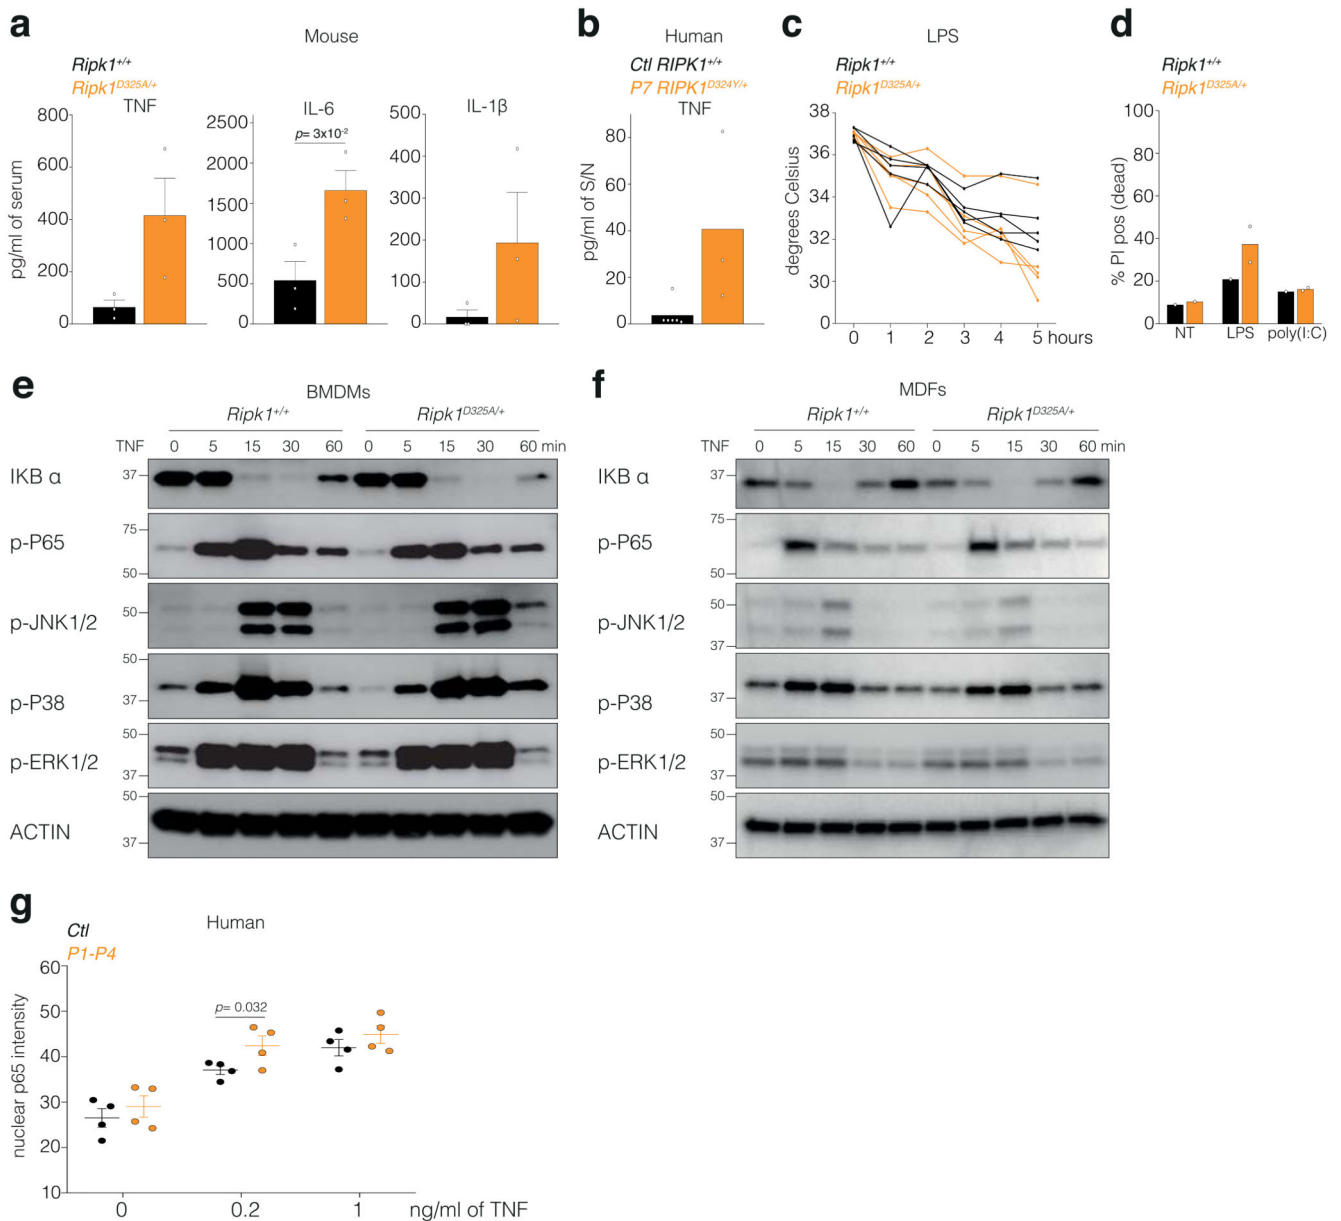 a
Mouse
Ripk1+/+
Ripk1D325A/+
TNF
IL-6
IL-1β
pg/ml of serum
800
600
400
200
0
2500
2000
1500
1000
500
0
p= 3x10-2
500
400
300
200
100
0
b
Human
Ctl RIPK1+/+
P7 RIPK1D324Y/+
TNF
pg/ml of S/N
80
60
40
20
0
c
LPS
Ripk1+/+
Ripk1D325A/+
degrees Celsius
38
36
34
32
30
0
0 1 2 3 4 5 hours
d
Ripk1+/+
Ripk1D325A/+
% PI pos (dead)
100
80
60
40
20
0
NT LPS poly(I:C)
e
BMDMs
Ripk1+/+ Ripk1D325A/+
TNF 0 5 15 30 60 0 5 15 30 60 min
IKB α 37
p-P65 75 50
p-JNK1/2 50
p-P38 50 37
p-ERK1/2 50 37
ACTIN 50 37
f
MDFs
Ripk1+/+ Ripk1D325A/+
TNF 0 5 15 30 60 0 5 15 30 60 min
IKB α 37
p-P65 75 50
p-JNK1/2 50 37
p-P38 50 37
p-ERK1/2 50 37
ACTIN 50 37
g
Human
Ctl
P1-P4
nuclear p65 intensity
60
50
40
30
20
10
p= 0.032
0 0.2 1 ng/ml of TNF